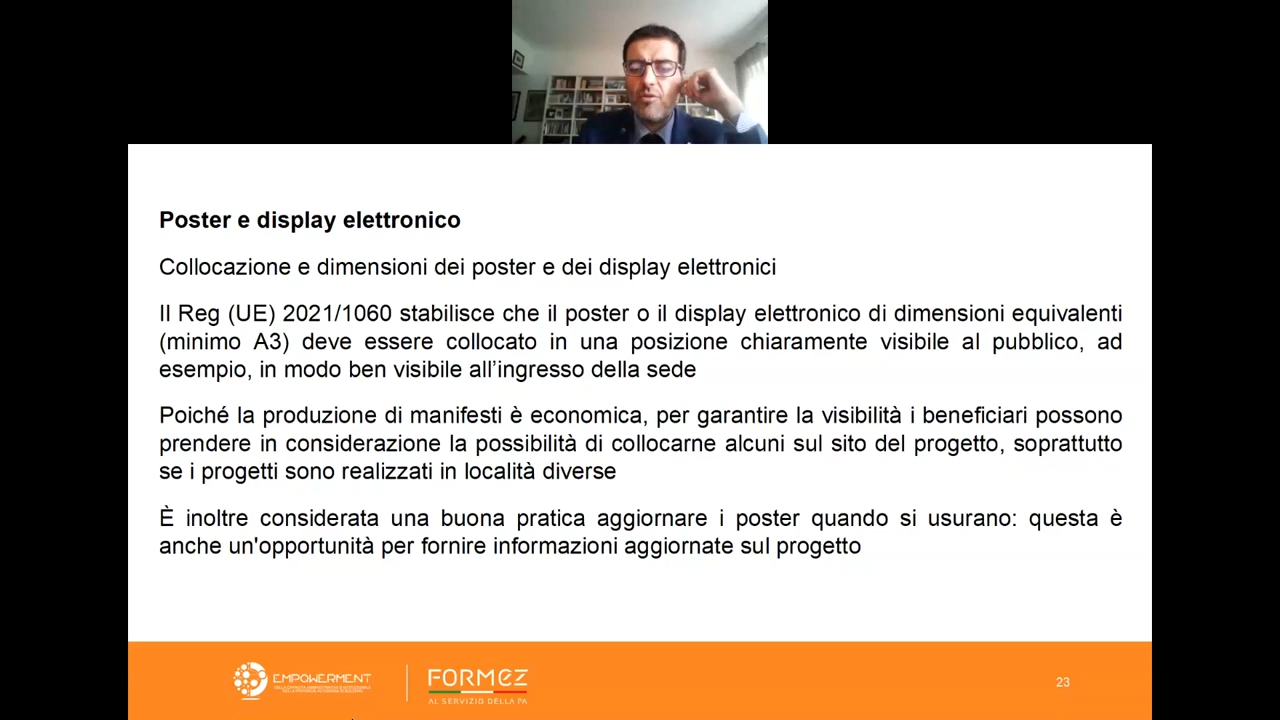 Poster e display elettronico
Collocazione e dimensioni dei poster e dei display elettronici
Il Reg (UE) 2021/1060 stabilisce che il poster o il display elettronico di dimensioni equivalenti
(minimo A3) deve essere collocato in una posizione chiaramente visibile al pubblico, ad
esempio, in modo ben visibile all’ingresso della sede
Poiché la produzione di manifesti è economica, per garantire la visibilità i beneficiari possono
prendere in considerazione la possibilità di collocarne alcuni sul sito del progetto, soprattutto
se i progetti sono realizzati in località diverse
È inoltre considerata una buona pratica aggiornare i poster quando si usurano: questa è
anche un'opportunità per fornire informazioni aggiornate sul progetto
EMPOWERMENT
FORMEZ
AL SERVIZIO DELLA PA
23